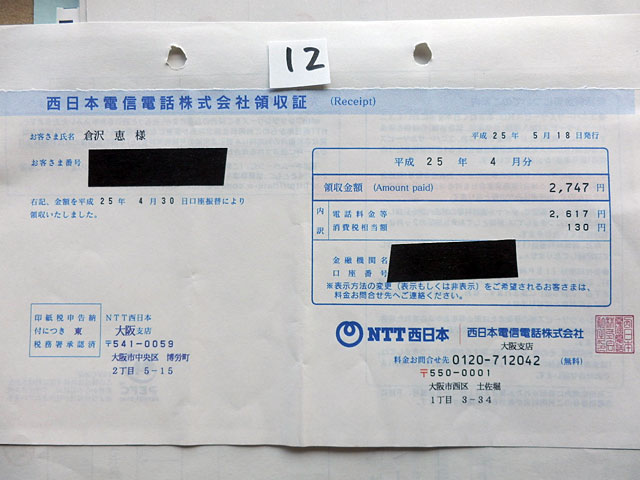 12
西日本電信電話株式会社領収証 (Receipt)
お客さま氏名 倉沢 恵 様
お客さま番号
右記、金額を平成 25 年 4 月 30 日口座振替により
領収いたしました。
平成 25 年 5 月 18 日発行
平成 25 年 4 月分
領収金額 (Amount paid) 2,747 円
内訳
電話料金等 2,617 円
消費税相当額 130 円
金融機関名
口座番号
※表示方法の変更(表示もしくは非表示)をご希望されるお客さまは、
料金お問合せ先へご連絡ください。
印紙税申告納
付につき 東
税務署承認済
NTT西日本
大阪支店
〒541-0059
大阪市中央区 博労町
2丁目 5-15
NTT西日本 西日本電信電話株式会社
大阪支店
料金お問合せ先 0120-712042 (無料)
〒550-0001
大阪市西区 土佐堀
1丁目 3-34